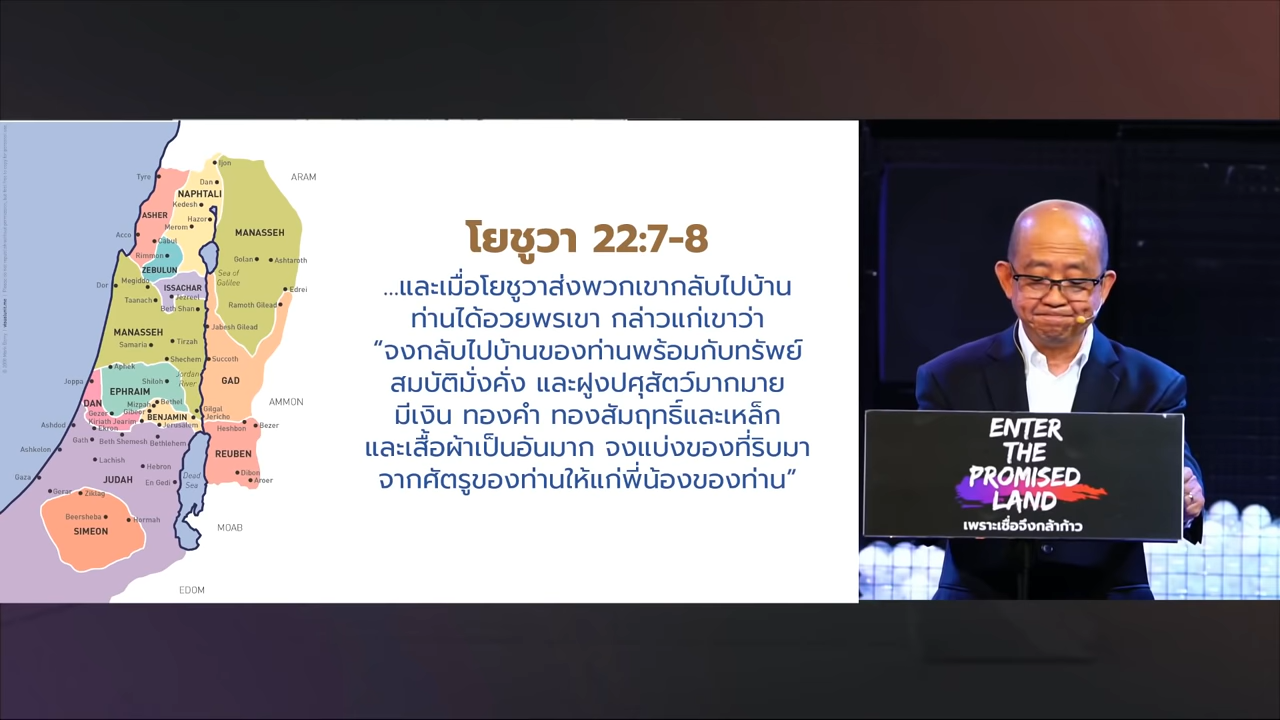 โยชูวา 22:7-8
...และเมื่อโยชูวาส่งพวกเขากลับไปบ้าน
ท่านได้อวยพรเขา กล่าวแก่เขาว่า
“จงกลับไปบ้านของท่านพร้อมกับทรัพย์
สมบัติมั่งคั่ง และฝูงปศุสัตว์มากมาย
มีเงิน ทองคำ ทองสัมฤทธิ์และเหล็ก
และเสื้อผ้าเป็นอันมาก จงแบ่งของที่ริบมา
จากศัตรูของท่านให้แก่พี่น้องของท่าน”
ENTER
THE
PROMISED
LAND
เพราะเชื่อจึงกล้าก้าว
Ijon
ARAM
Tyre
Dan
NAPHTALI
Kedesh
ASHER
Hazor
Merom
Acco
Cabul
MANASSEH
Rimmon
Golan
Ashtaroth
ZEBULUN
Sea of
Galilee
Megiddo
Dor
ISSACHAR
Edrei
Jezreel
Taanach
Beth Shan
Ramoth Gilead
MANASSEH
Jabesh Gilead
Tirzah
Samaria
Shechem
Succoth
Aphek
Jordan
River
Joppa
Shiloh
GAD
EPHRAIM
DAN
Mizpah
Bethel
AMMON
Gezer
Gibeon
Gilgal
BENJAMIN
Jericho
Kiriath Jearim
Jerusalem
Ashdod
Ekron
Heshbon
Bezer
Gath
Beth Shemesh
Bethlehem
Ashkelon
REUBEN
Lachish
Hebron
Dibon
Gaza
JUDAH
En Gedi
Dead
Sea
Aroer
Gerar
Ziklag
Beersheba
Hormah
MOAB
SIMEON
EDOM